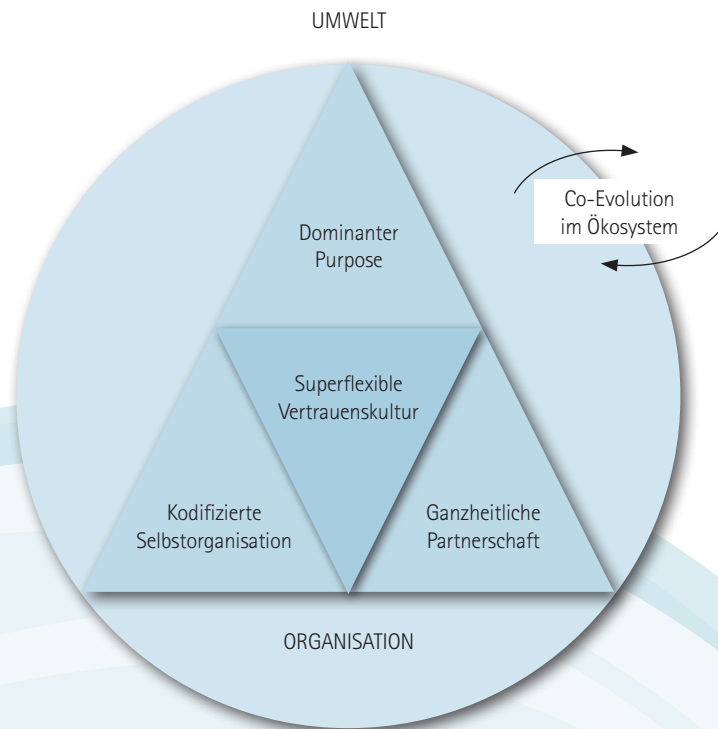 UMWELT
Co-Evolution
im Ökosystem
Dominanter
Purpose
Superflexible
Vertrauenskultur
Kodifizierte
Selbstorganisation
Ganzheitliche
Partnerschaft
ORGANISATION